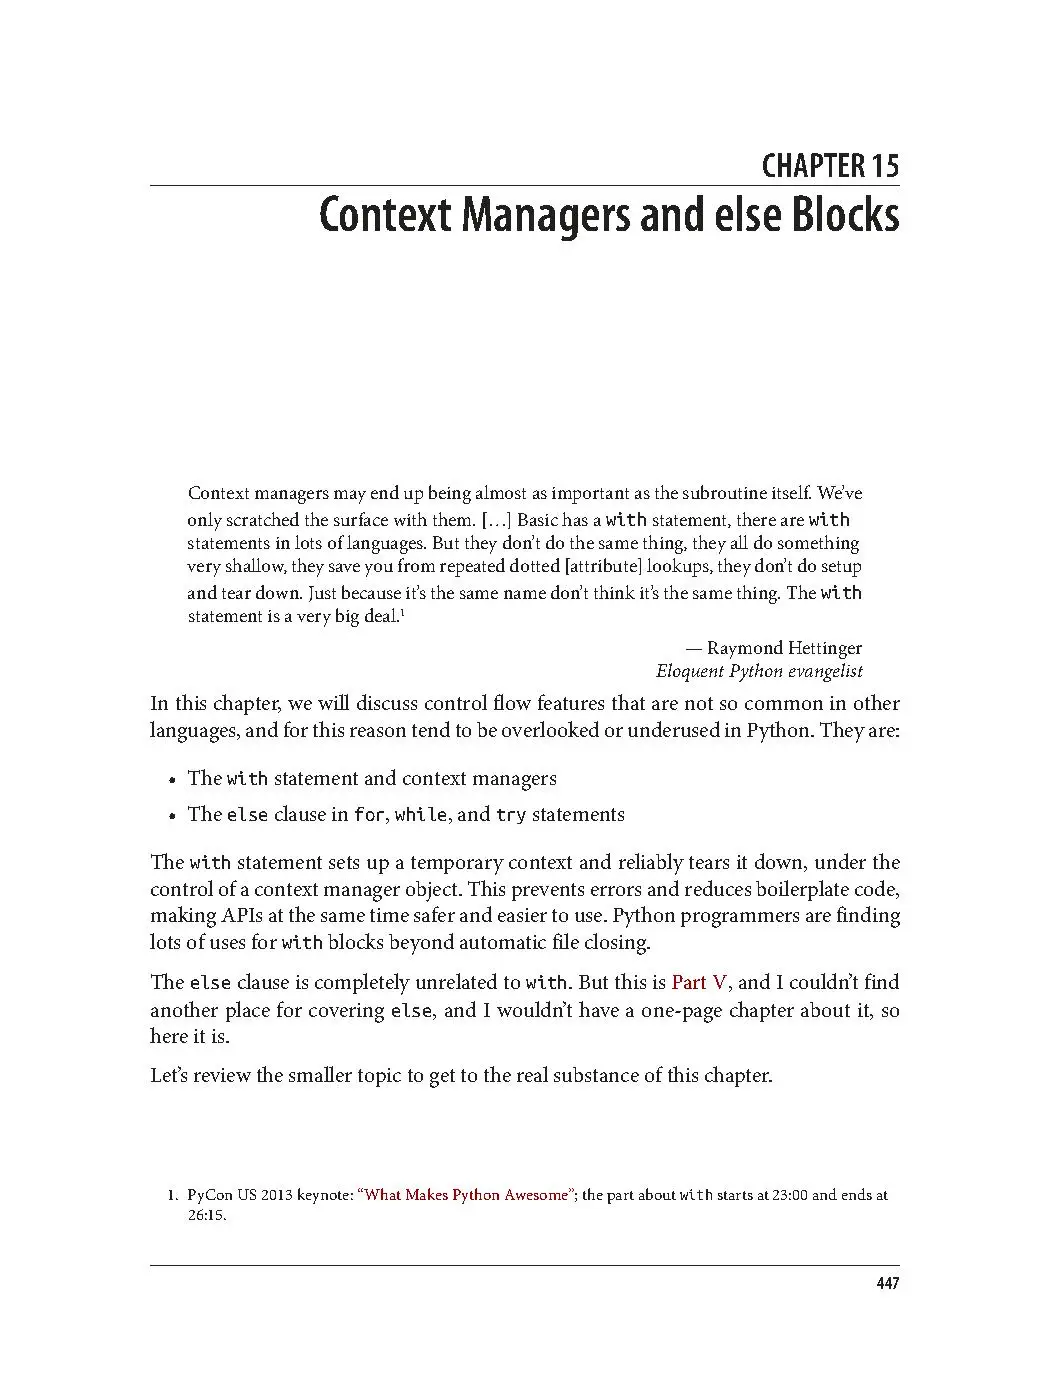 CHAPTER 15
Context Managers and else Blocks
Context managers may end up being almost as important as the subroutine itself. We’ve
only scratched the surface with them. […] Basic has a with statement, there are with
statements in lots of languages. But they don’t do the same thing, they all do something
very shallow, they save you from repeated dotted [attribute] lookups, they don’t do setup
and tear down. Just because it’s the same name don’t think it’s the same thing. The with
statement is a very big deal.1
— Raymond Hettinger
Eloquent Python evangelist
In this chapter, we will discuss control flow features that are not so common in other
languages, and for this reason tend to be overlooked or underused in Python. They are:
• The with statement and context managers
• The else clause in for, while, and try statements
The with statement sets up a temporary context and reliably tears it down, under the
control of a context manager object. This prevents errors and reduces boilerplate code,
making APIs at the same time safer and easier to use. Python programmers are finding
lots of uses for with blocks beyond automatic file closing.
The else clause is completely unrelated to with. But this is Part V, and I couldn’t find
another place for covering else, and I wouldn’t have a one-page chapter about it, so
here it is.
Let’s review the smaller topic to get to the real substance of this chapter.
1. PyCon US 2013 keynote: “What Makes Python Awesome”; the part about with starts at 23:00 and ends at
26:15.
447